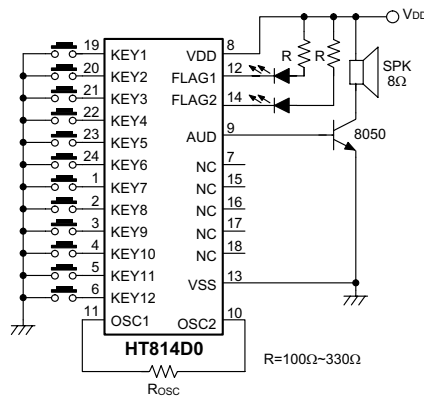 VDD
19 KEY1 VDD 8
R R
20 KEY2 FLAG1 12
SPK
8Ω
21 KEY3 FLAG2 14
22 KEY4
23 KEY5 AUD 9
8050
24 KEY6 NC 7
1 KEY7 NC 15
2 KEY8 NC 16
3 KEY9 NC 17
4 KEY10 NC 18
5 KEY11 VSS 13
6 KEY12
11 OSC1 OSC2 10
HT814D0
R=100Ω~330Ω
ROSC